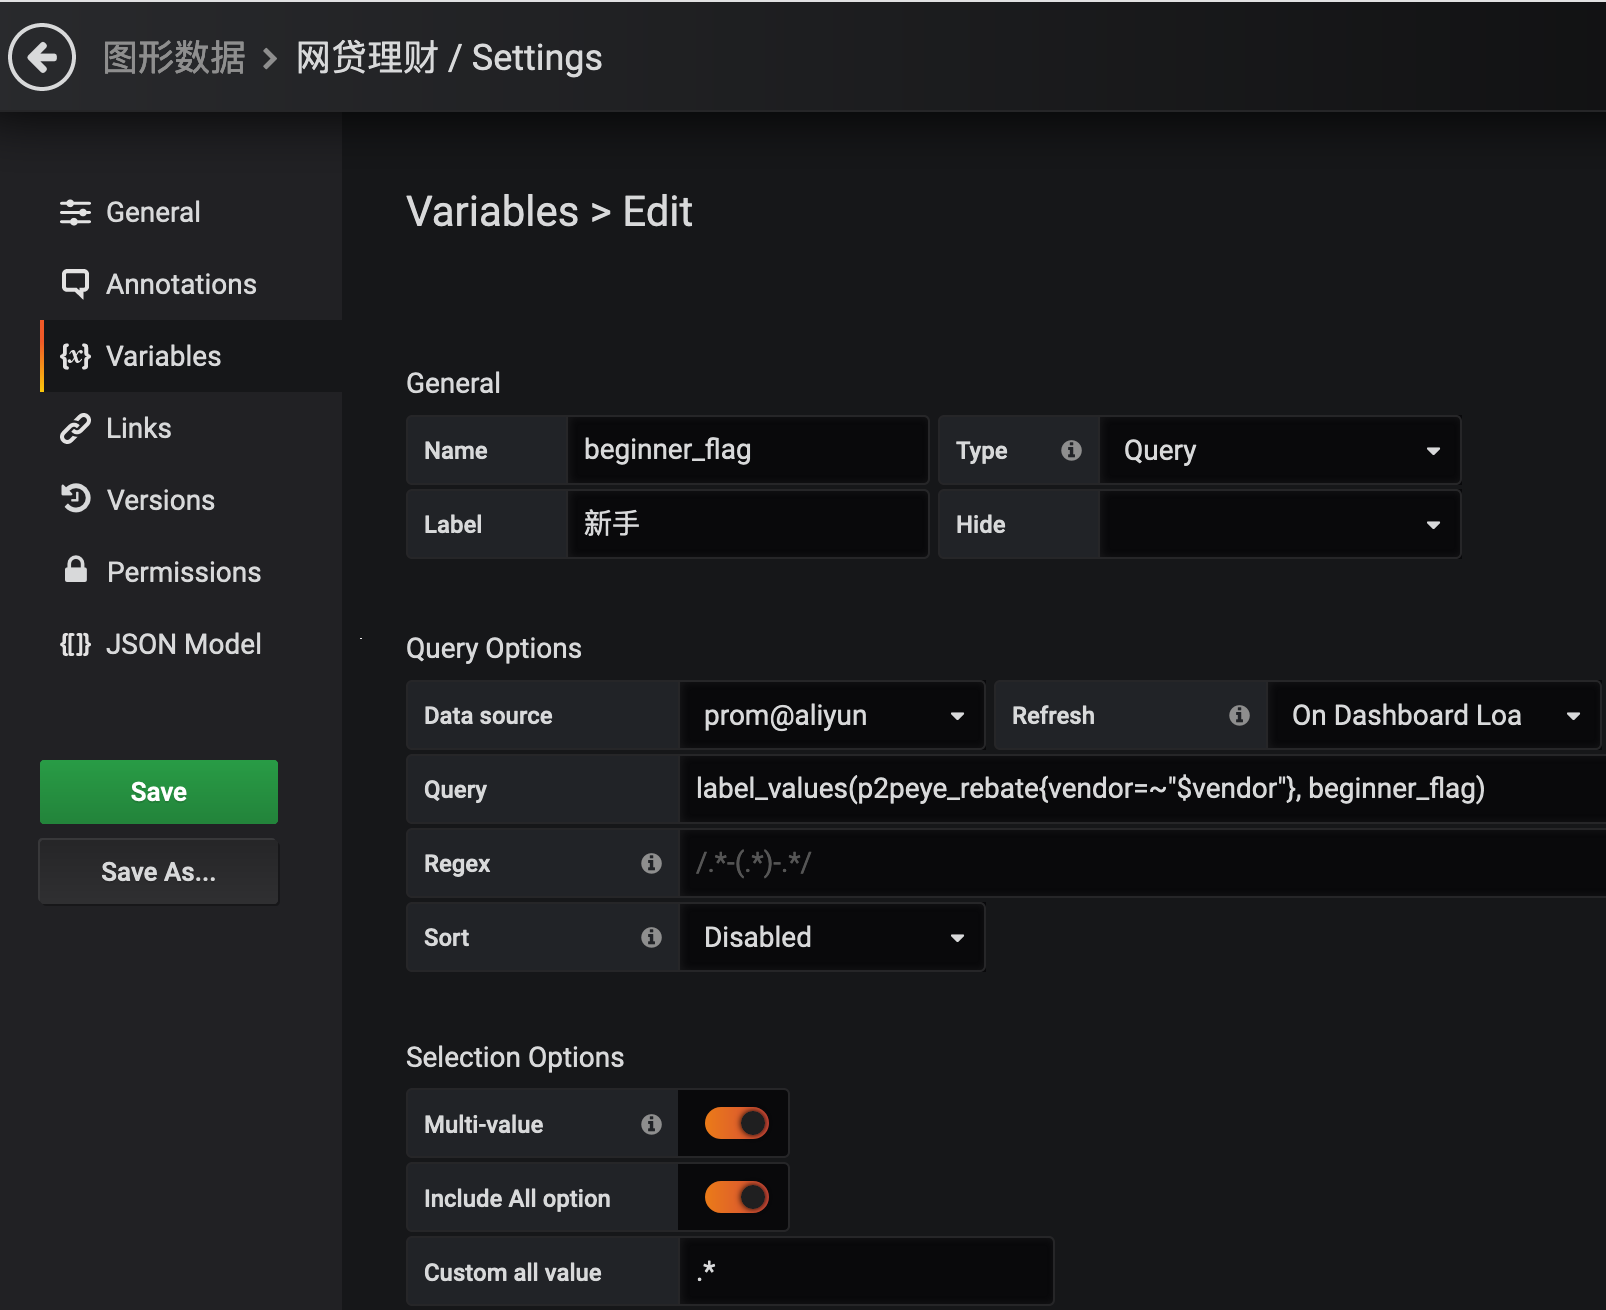 图形数据 > 网贷理财 / Settings
General
Annotations
{x} Variables
Links
Versions
Permissions
{[]} JSON Model
Save
Save As...
Variables > Edit
General
Name beginner_flag Type Query
Label 新手 Hide
Query Options
Data source prom@aliyun Refresh On Dashboard Loa
Query label_values(p2peye_rebate{vendor=~"$vendor"}, beginner_flag)
Regex /.*-(.*)-.*/
Sort Disabled
Selection Options
Multi-value
Include All option
Custom all value .*